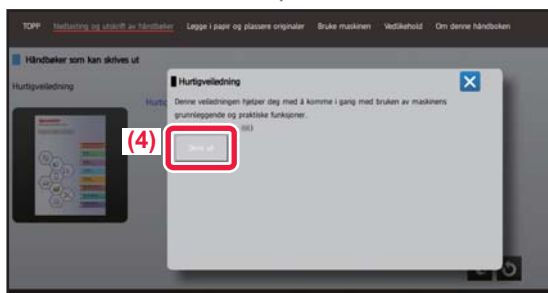 TOPP Nedlasting og utskrift av håndbøker Legge i papir og plassere originaler Bruke maskinen Vedlikehold Om denne håndboken
Håndbøker som kan skrives ut
Hurtigveiledning
Hurtigveiledning
Denne veiledningen hjelper deg med å komme i gang med bruken av maskinens
grunnleggende og praktiske funksjoner.
(4)
Skriv ut